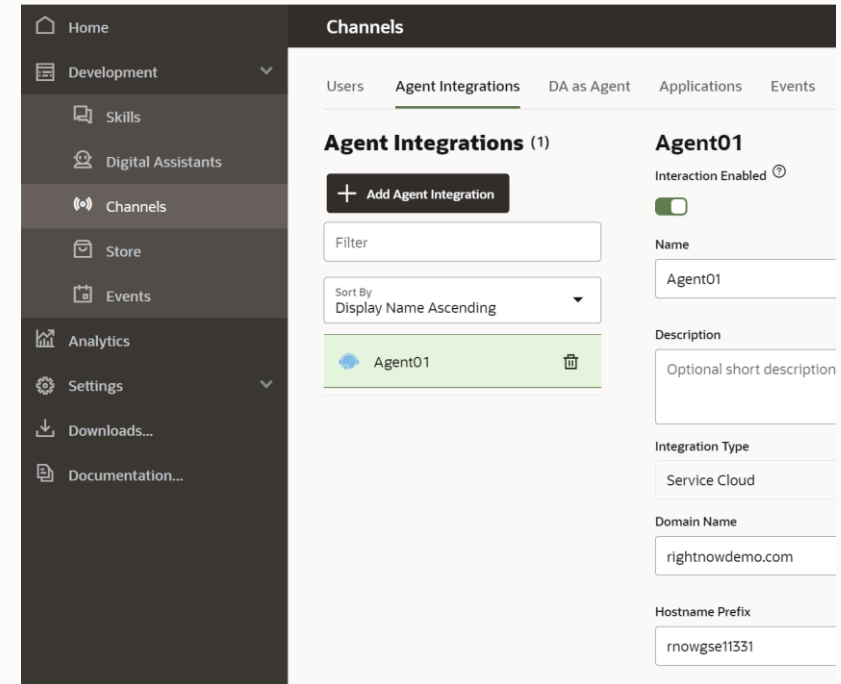 Home
Development
Skills
Digital Assistants
Channels
Store
Events
Analytics
Settings
Downloads...
Documentation...
Channels
Users Agent Integrations DA as Agent Applications Events
Agent Integrations (1)
+ Add Agent Integration
Filter
Sort By
Display Name Ascending
Agent01
Agent01
Interaction Enabled ?
Name
Agent01
Description
Optional short description
Integration Type
Service Cloud
Domain Name
rightnowdemo.com
Hostname Prefix
rnowgse11331